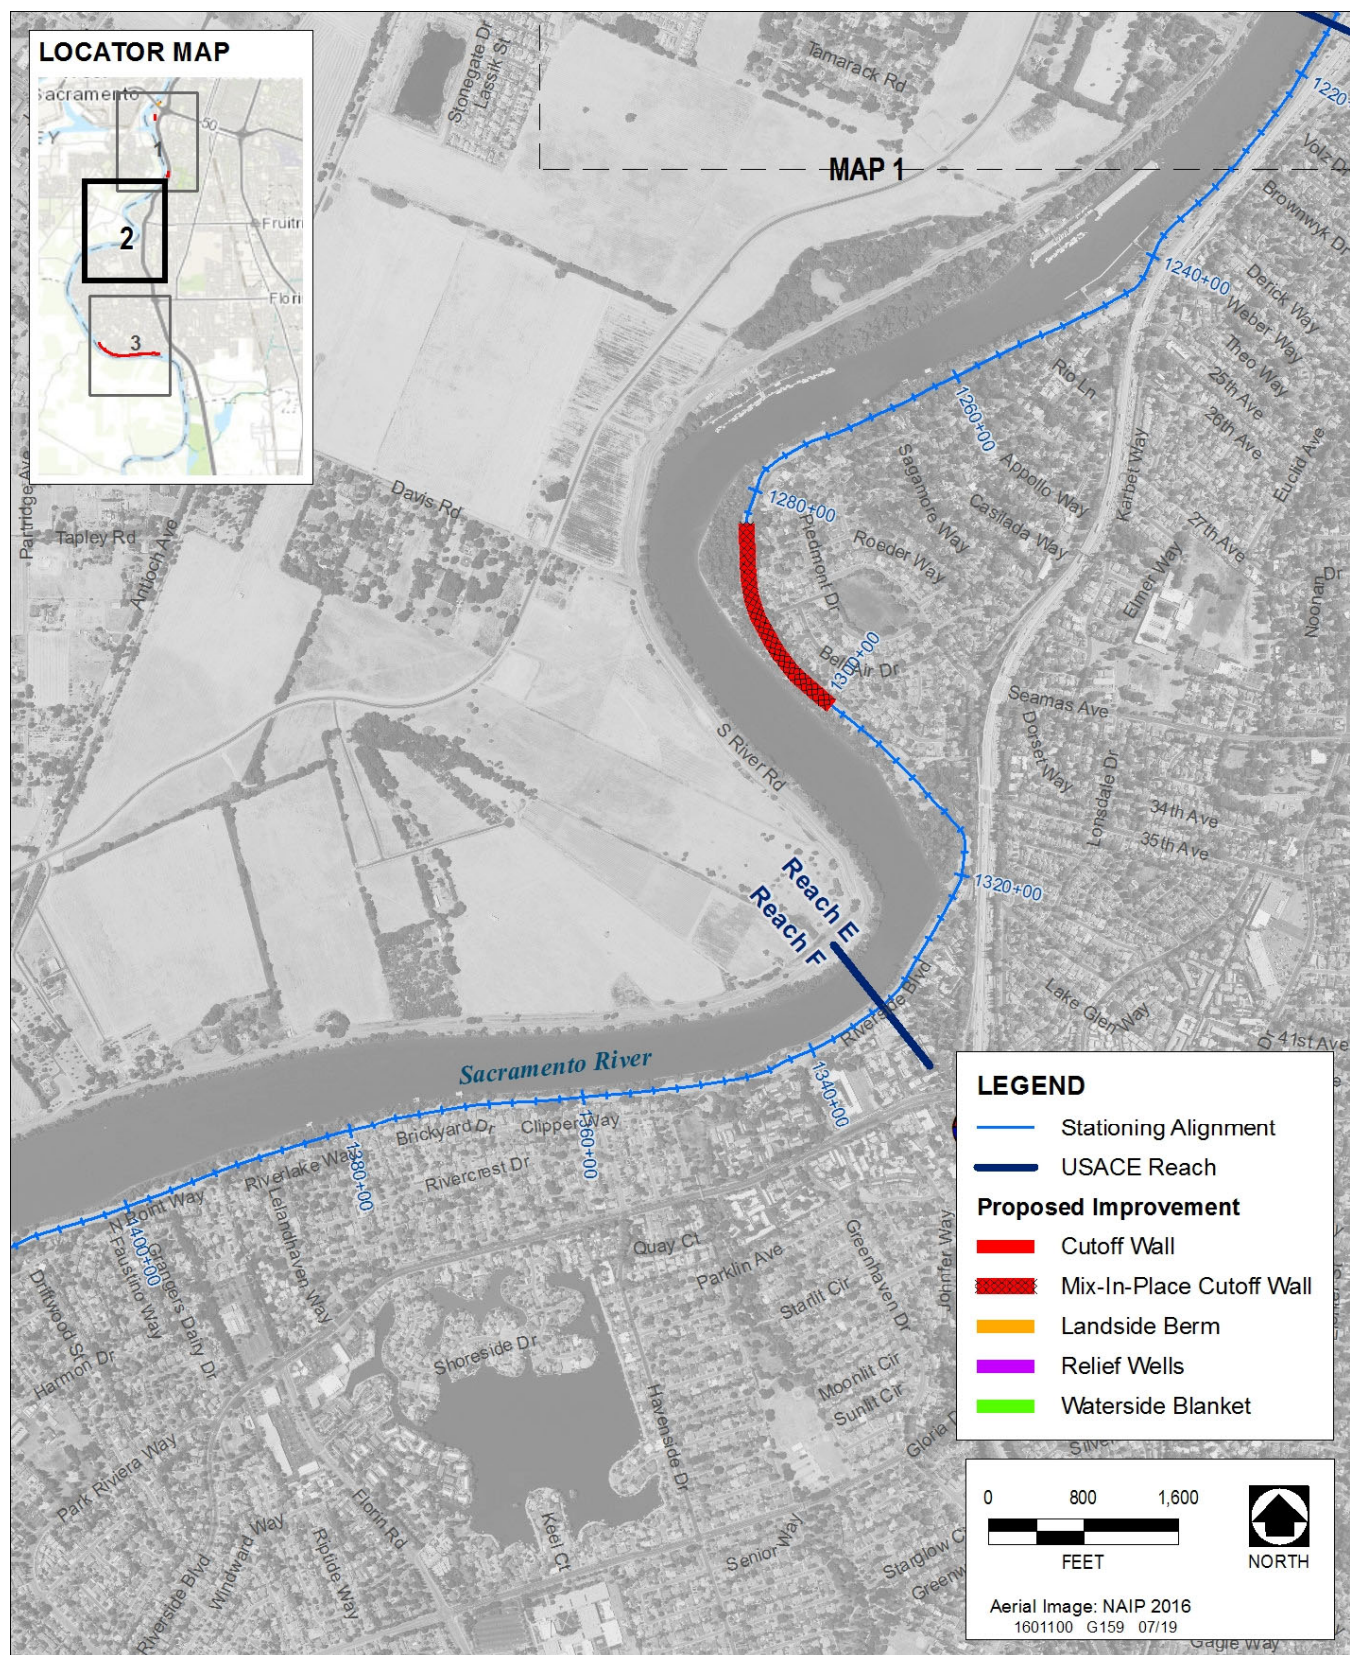 LOCATOR MAP
Sacramento
50
1
2
Fruitri
Flori
3
Stonegate Dr
Lassik St
Tamarack Rd
MAP 1
1220+
Volz Dr
Brownwyk Dr
1240+00
Derick Way
Weber Way
Theo Way
25th Ave
26th Ave
Euclid Ave
Rio Ln
1260+00
Appollo Way
Karbet Way
Sagamore Way
Casilada Way
27th Ave
Partridge Ave
Tapley Rd
Antioch Ave
Davis Rd
1280+00
Piedmont Dr
Roeder Way
Elmer Way
Noonan Dr
Bell Air Dr
1300+00
Seamas Ave
Dorset Way
Lonsdale Dr
S River Rd
34th Ave
35th Ave
1320+00
Reach E
Reach F
Riverside Blvd
Lake Glen Way
Dr
41st Ave
Sacramento River
1340+00
1360+00
Clipper Way
Brickyard Dr
1380+00
Riverlake Way
Rivercrest Dr
N Point Way
1400+00
Lelandhaven Way
Faustino Way
Grangers Daily Dr
Driftwood St
Harmon Dr
Quay Ct
Parklin Ave
Greenhaven Dr
Johnfer Way
Starlit Cir
Shoreside Dr
Moonlit Cir
Sunlit Cir
Havenside Dr
Gloria D
Silver
Park Riviera Way
Florin Rd
Windward Way
Riptide Way
Riverside Blvd
Keel Ct
Senior Way
Starglow C
Greenw
Gagle Way
LEGEND
Stationing Alignment
USACE Reach
Proposed Improvement
Cutoff Wall
Mix-In-Place Cutoff Wall
Landside Berm
Relief Wells
Waterside Blanket
0 800 1,600
FEET
NORTH
Aerial Image: NAIP 2016
1601100 G159 07/19